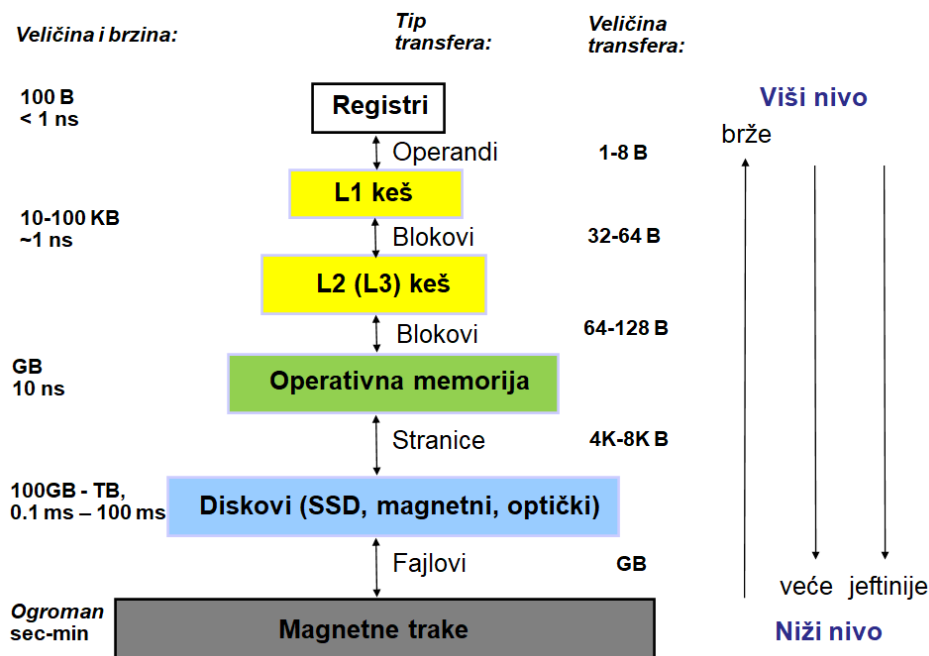 Veličina i brzina:
Tip
transfera:
Veličina
transfera:
100 B
< 1 ns
Registri
Viši nivo
brže
Operandi
1-8 B
L1 keš
10-100 KB
~1 ns
Blokovi
32-64 B
L2 (L3) keš
Blokovi
64-128 B
GB
10 ns
Operativna memorija
Stranice
4K-8K B
100GB - TB,
0.1 ms – 100 ms
Diskovi (SSD, magnetni, optički)
Fajlovi
GB
veće jeftinije
Ogroman
sec-min
Magnetne trake
Niži nivo